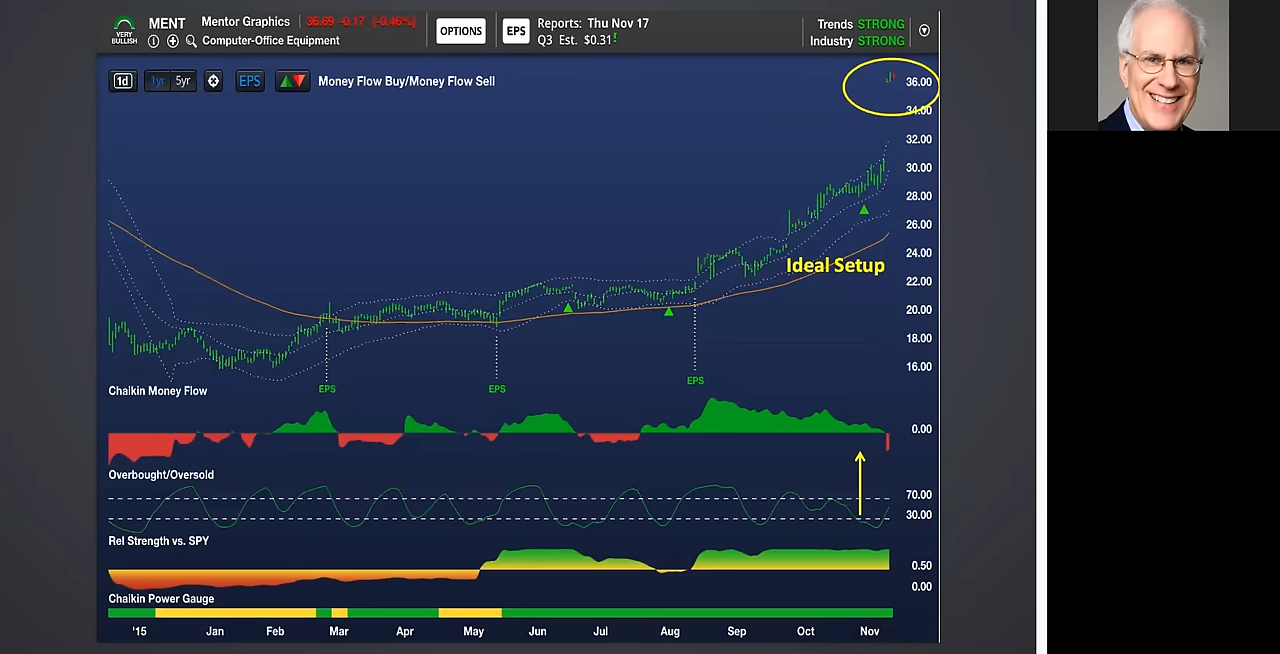 MENT Mentor Graphics 36.69 -0.17 (-0.46%)
VERY BULLISH
Computer-Office Equipment
OPTIONS
EPS
Reports: Thu Nov 17
Q3 Est. $0.31!
Trends STRONG
Industry STRONG
1d 1yr 5yr EPS Money Flow Buy/Money Flow Sell
36.00
34.00
32.00
30.00
28.00
26.00
24.00
Ideal Setup
22.00
20.00
18.00
16.00
EPS EPS EPS
Chaikin Money Flow
0.00
Overbought/Oversold
70.00
30.00
Rel Strength vs. SPY
0.50
0.00
Chaikin Power Gauge
'15 Jan Feb Mar Apr May Jun Jul Aug Sep Oct Nov